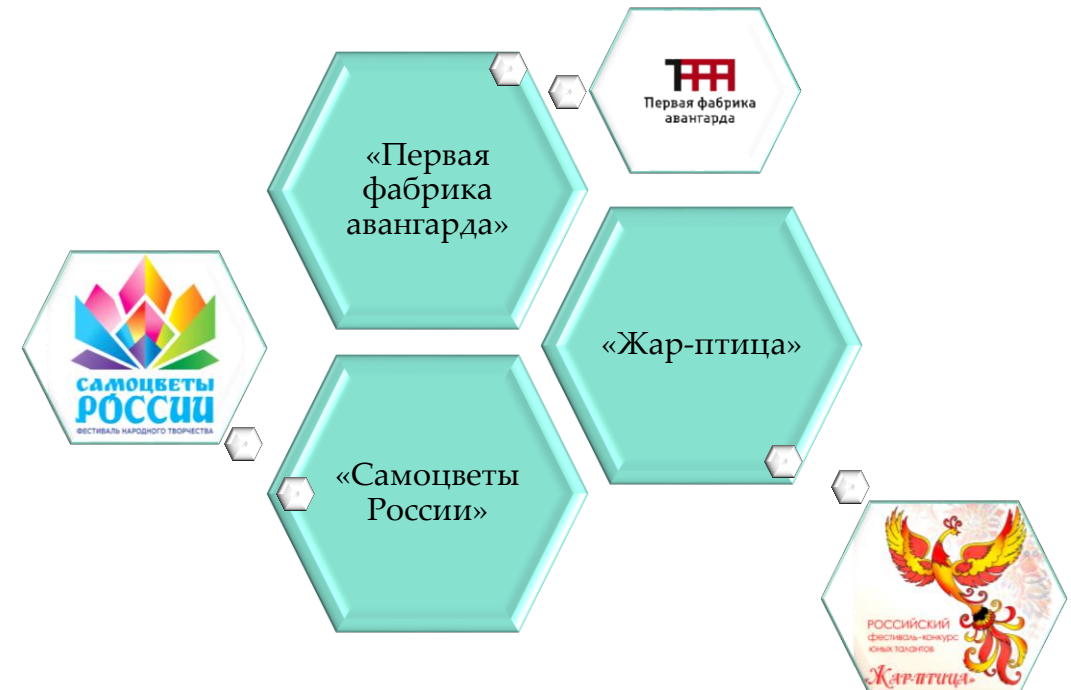 Первая фабрика
авангарда
«Первая
фабрика
авангарда»
«Жар-птица»
САМОЦВЕТЫ
РОССИИ
ФЕСТИВАЛЬ НАРОДНОГО ТВОРЧЕСТВА
«Самоцветы
России»
РОССИЙСКИЙ
фестиваль-конкурс
юных талантов
«ЖАР-ПТИЦА»